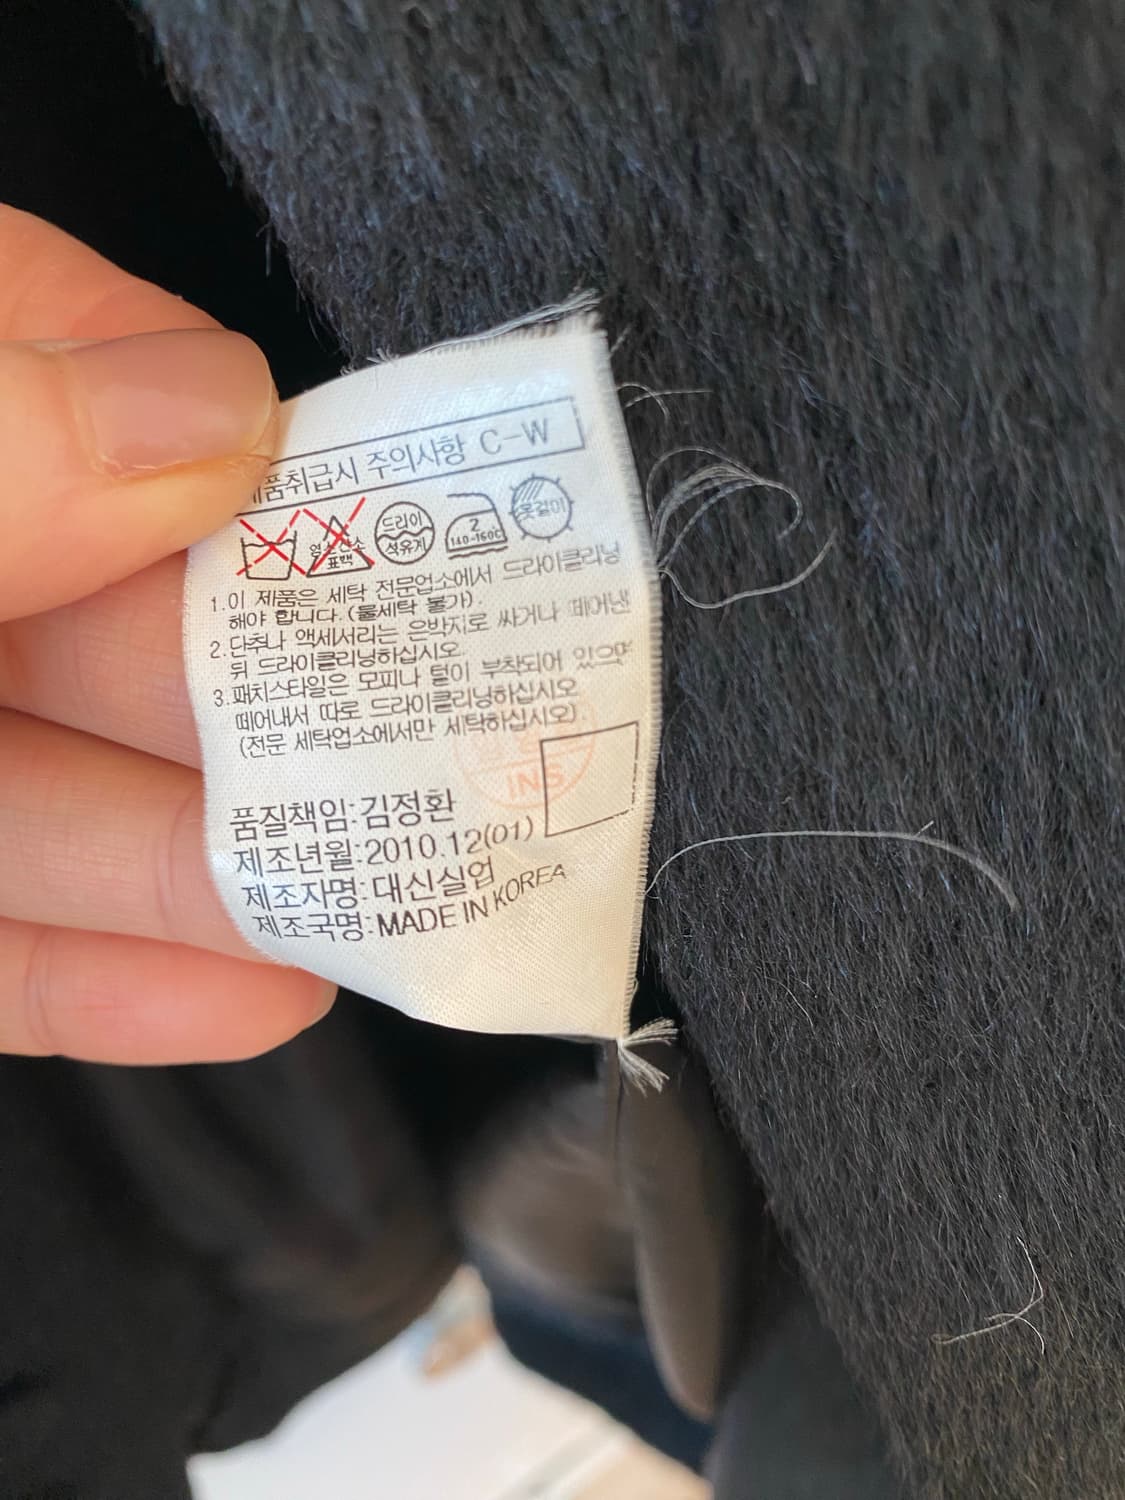 제품취급시 주의사항 C-W
드라이
석유계
염소산소
표백
2
140-160℃
옷걸이
1. 이 제품은 세탁 전문업소에서 드라이클리닝
해야 합니다. (물세탁 불가).
2. 단추나 액세서리는 은박지로 싸거나 떼어낸
뒤 드라이클리닝하십시오.
3. 패치스타일은 모피나 털이 부착되어 있으면
떼어내서 따로 드라이클리닝하십시오
(전문 세탁업소에서만 세탁하십시오).
INS
품질책임:김정환
제조년월:2010.12(01)
제조자명:대신실업
제조국명:MADE IN KOREA